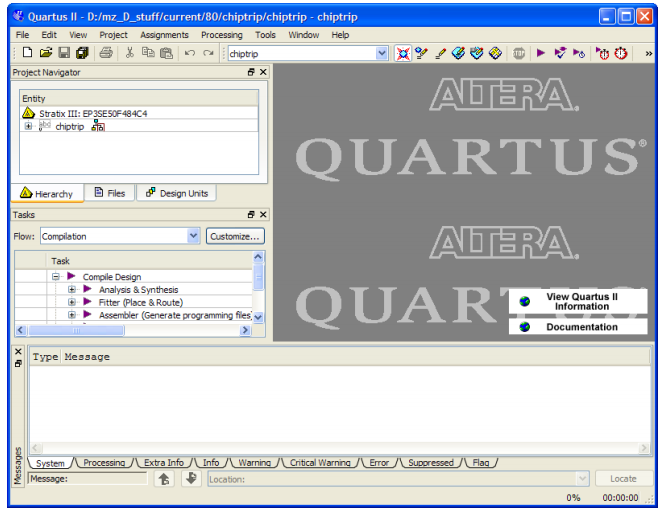 Quartus II - D:/mz_D_stuff/current/80/chiptrip/chiptrip - chiptrip
File Edit View Project Assignments Processing Tools Window Help
chiptrip
Project Navigator
Entity
Stratix III: EP3SE50F484C4
chiptrip
Hierarchy Files Design Units
Tasks
Flow: Compilation Customize...
Task
Compile Design
Analysis & Synthesis
Fitter (Place & Route)
Assembler (Generate programming files)
ALTERA.
QUARTUS®
ALTERA.
QUARTUS
View Quartus II
Information
Documentation
Type Message
Messages
System Processing Extra Info Info Warning Critical Warning Error Suppressed Flag
Message: Location: Locate
0% 00:00:00